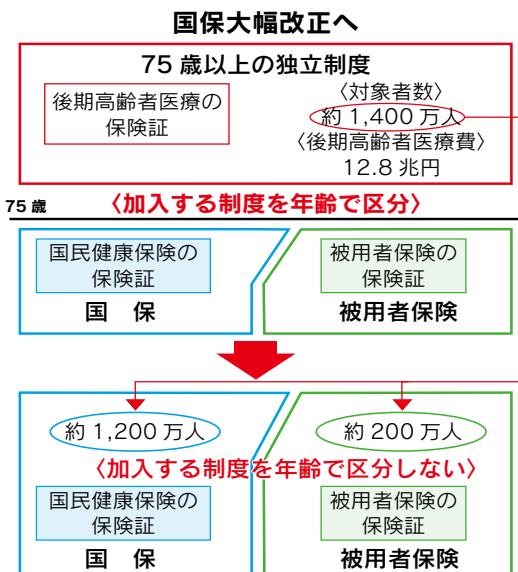 国保大幅改正へ
75歳以上の独立制度
後期高齢者医療の
保険証
〈対象者数〉
約1,400万人
〈後期高齢者医療費〉
12.8兆円
75歳
〈加入する制度を年齢で区分〉
国民健康保険の
保険証
国 保
被用者保険の
保険証
被用者保険
約1,200万人
約200万人
〈加入する制度を年齢で区分しない〉
国民健康保険の
保険証
国 保
被用者保険の
保険証
被用者保険